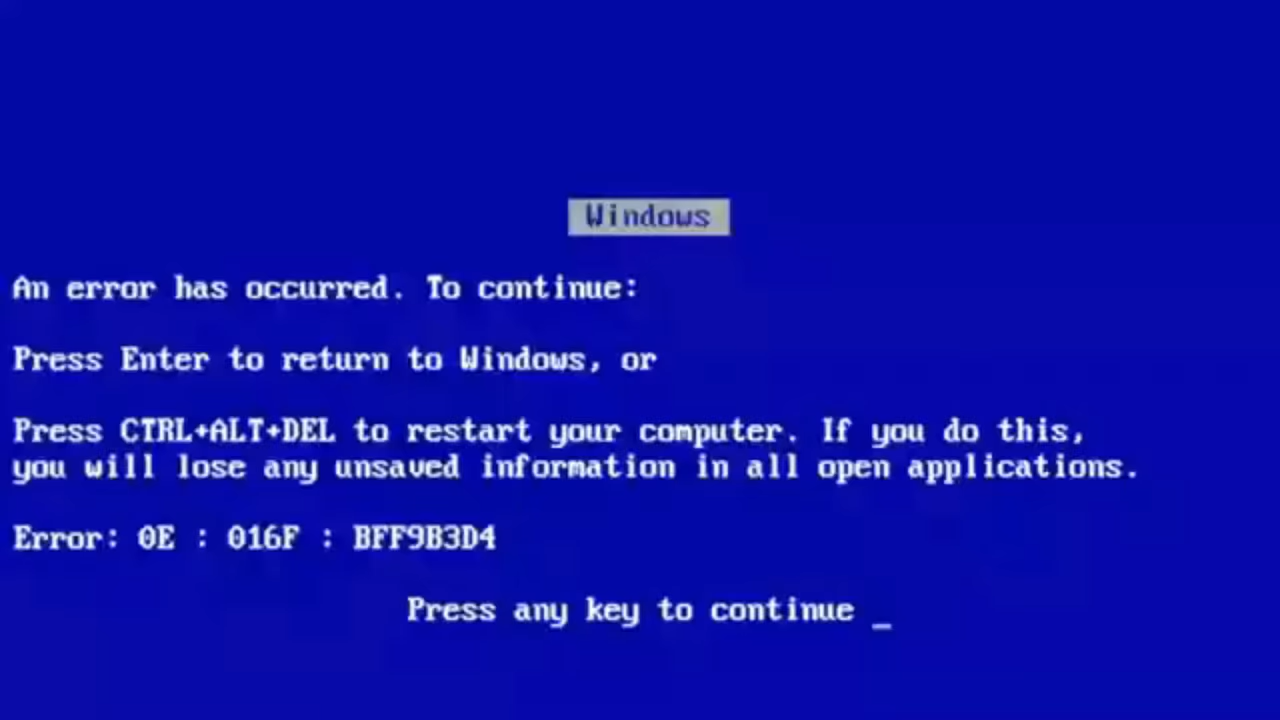 Windows
An error has occurred. To continue:
Press Enter to return to Windows, or
Press CTRL+ALT+DEL to restart your computer. If you do this,
you will lose any unsaved information in all open applications.
Error: 0E : 016F : BFF9B3D4
Press any key to continue _